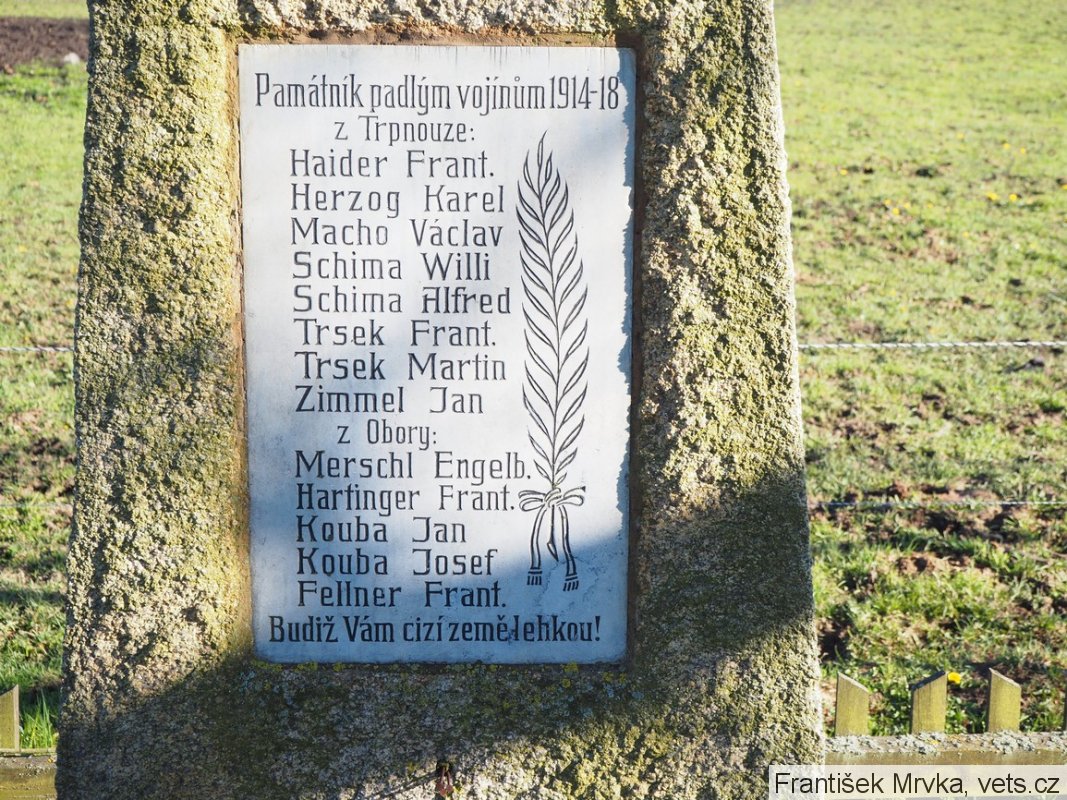 Památník padlým vojínům 1914-18
z Trpnouze:
Haider Frant.
Herzog Karel
Macho Václav
Schima Willi
Schima Alfred
Trsek Frant.
Trsek Martin
Zimmel Jan
z Obory:
Merschl Engelb.
Hartinger Frant.
Kouba Jan
Kouba Josef
Fellner Frant.
Budiž Vám cizí země lehkou!
František Mrvka, vets.cz